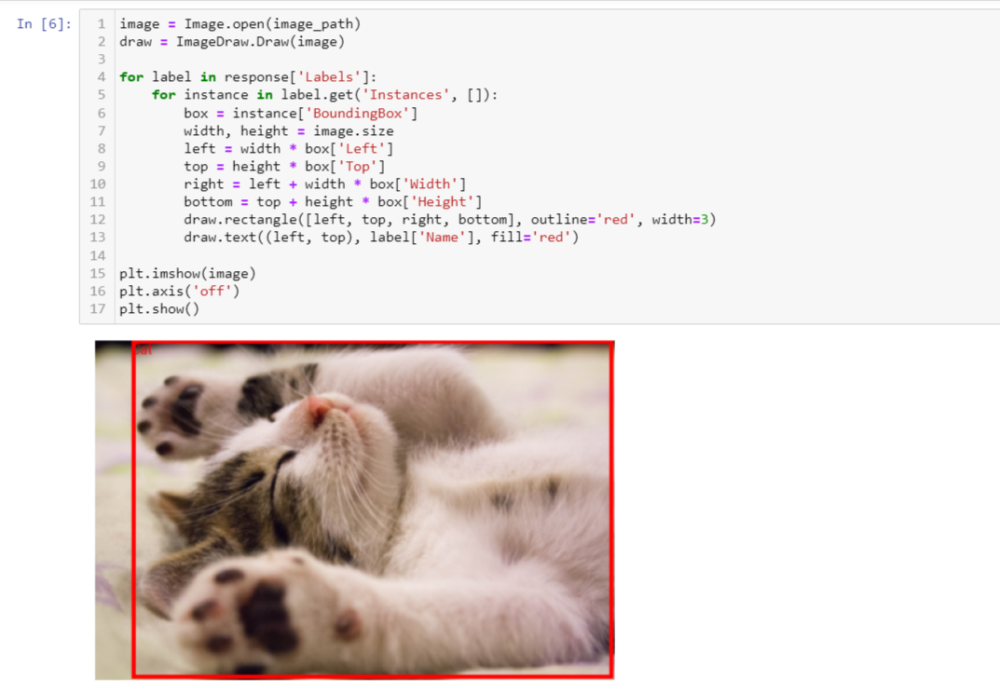 In [6]:
1 image = Image.open(image_path)
2 draw = ImageDraw.Draw(image)
3
4 for label in response['Labels']:
5     for instance in label.get('Instances', []):
6         box = instance['BoundingBox']
7         width, height = image.size
8         left = width * box['Left']
9         top = height * box['Top']
10         right = left + width * box['Width']
11         bottom = top + height * box['Height']
12         draw.rectangle([left, top, right, bottom], outline='red', width=3)
13         draw.text((left, top), label['Name'], fill='red')
14
15 plt.imshow(image)
16 plt.axis('off')
17 plt.show()